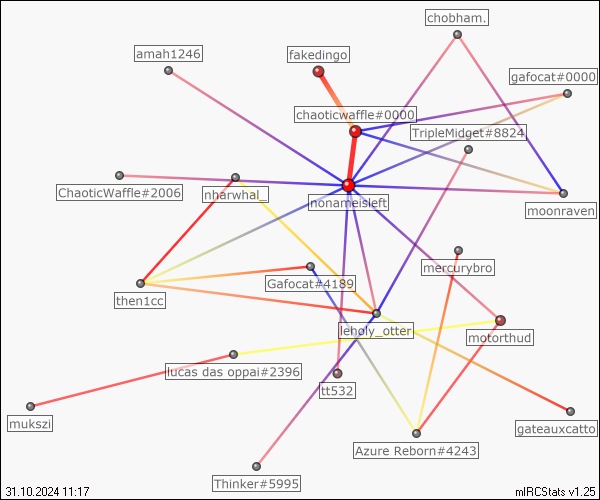 chobham.
amah1246
fakedingo
gafocat#0000
chaoticwaffle#0000
TripleMidget#8824
ChaoticWaffle#2006
nharwhal_
nonameisleft
moonraven
mercurybro
Gafocat#4189
then1cc
leholy_otter
motorthud
lucas das oppai#2396
tt532
mukszi
gateauxcatto
Azure Reborn#4243
Thinker#5995
31.10.2024 11:17
mIRCStats v1.25